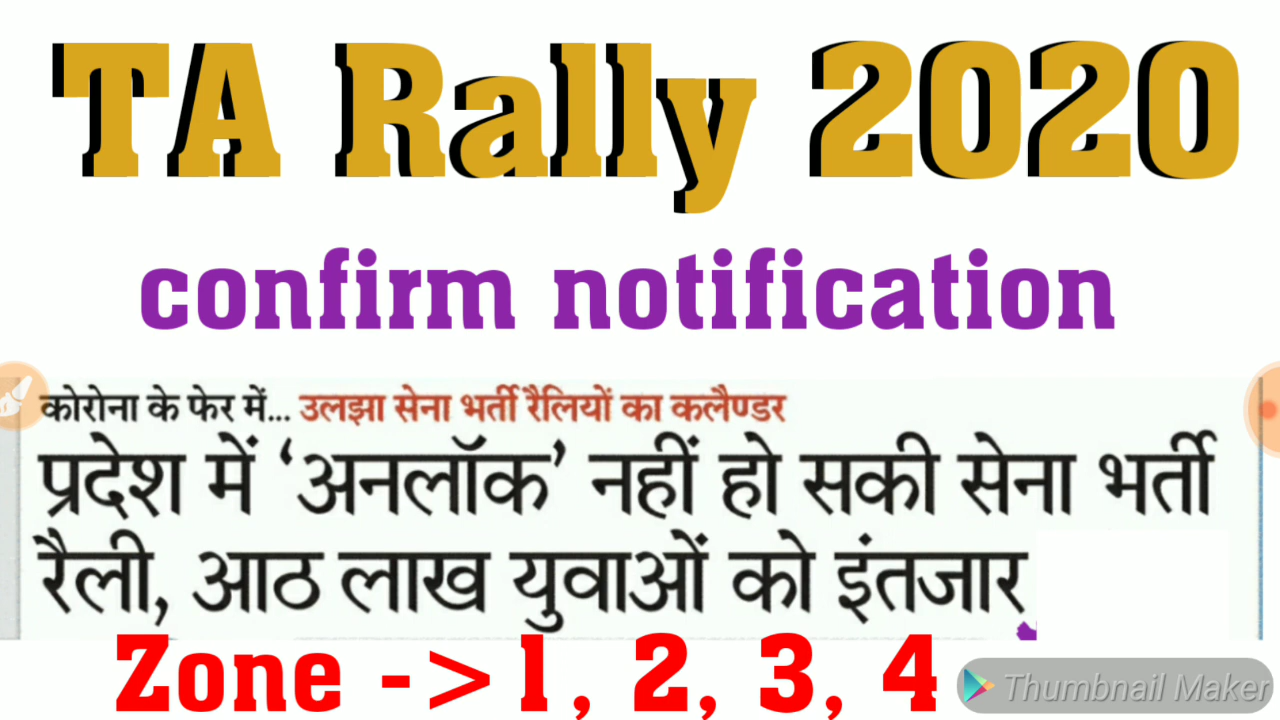 TA Rally 2020
confirm notification
कोरोना के फेर में... उलझा सेना भर्ती रैलियों का कलैण्डर
प्रदेश में ‘अनलॉक’ नहीं हो सकी सेना भर्ती
रैली, आठ लाख युवाओं को इंतजार
Zone -> 1, 2, 3, 4
Thumbnail Maker